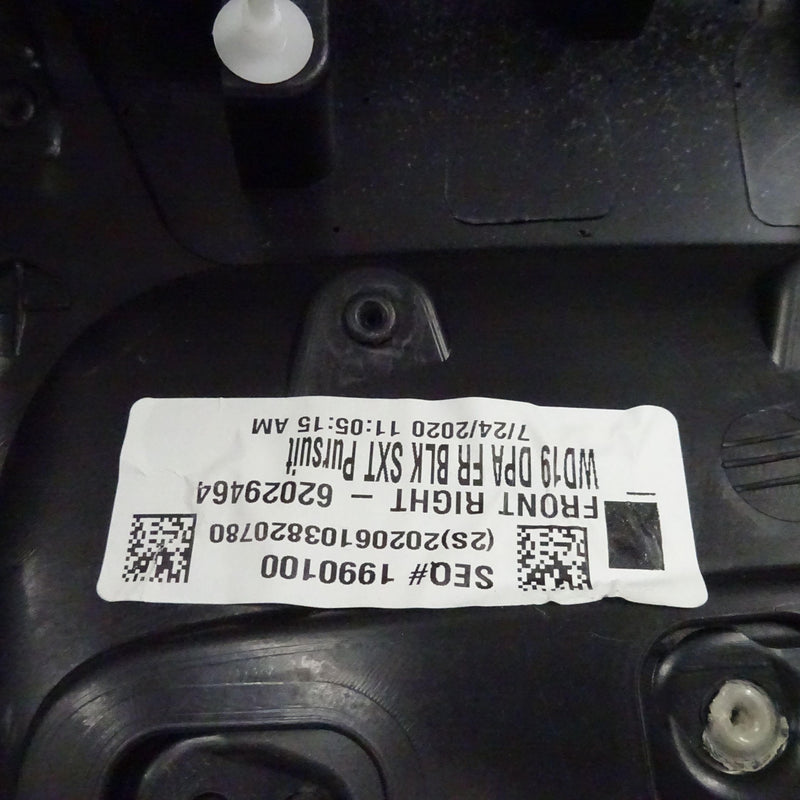 SEQ# 1990100
(2S)20206103820780
FRONT RIGHT - 62029464
WD19 DPA FR BLK SXT Pursuit
7/24/2020 11:05:15 AM